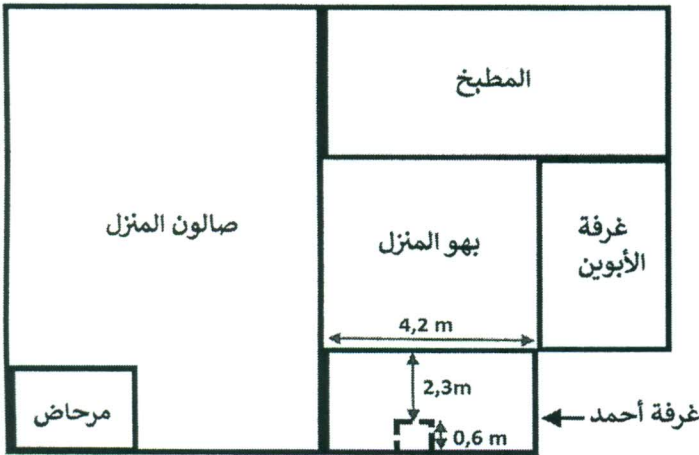 المطبخ
صالون المنزل
بهو المنزل
غرفة
الأبوين
4,2 m
2,3m
0,6 m
مرحاض
غرفة أحمد